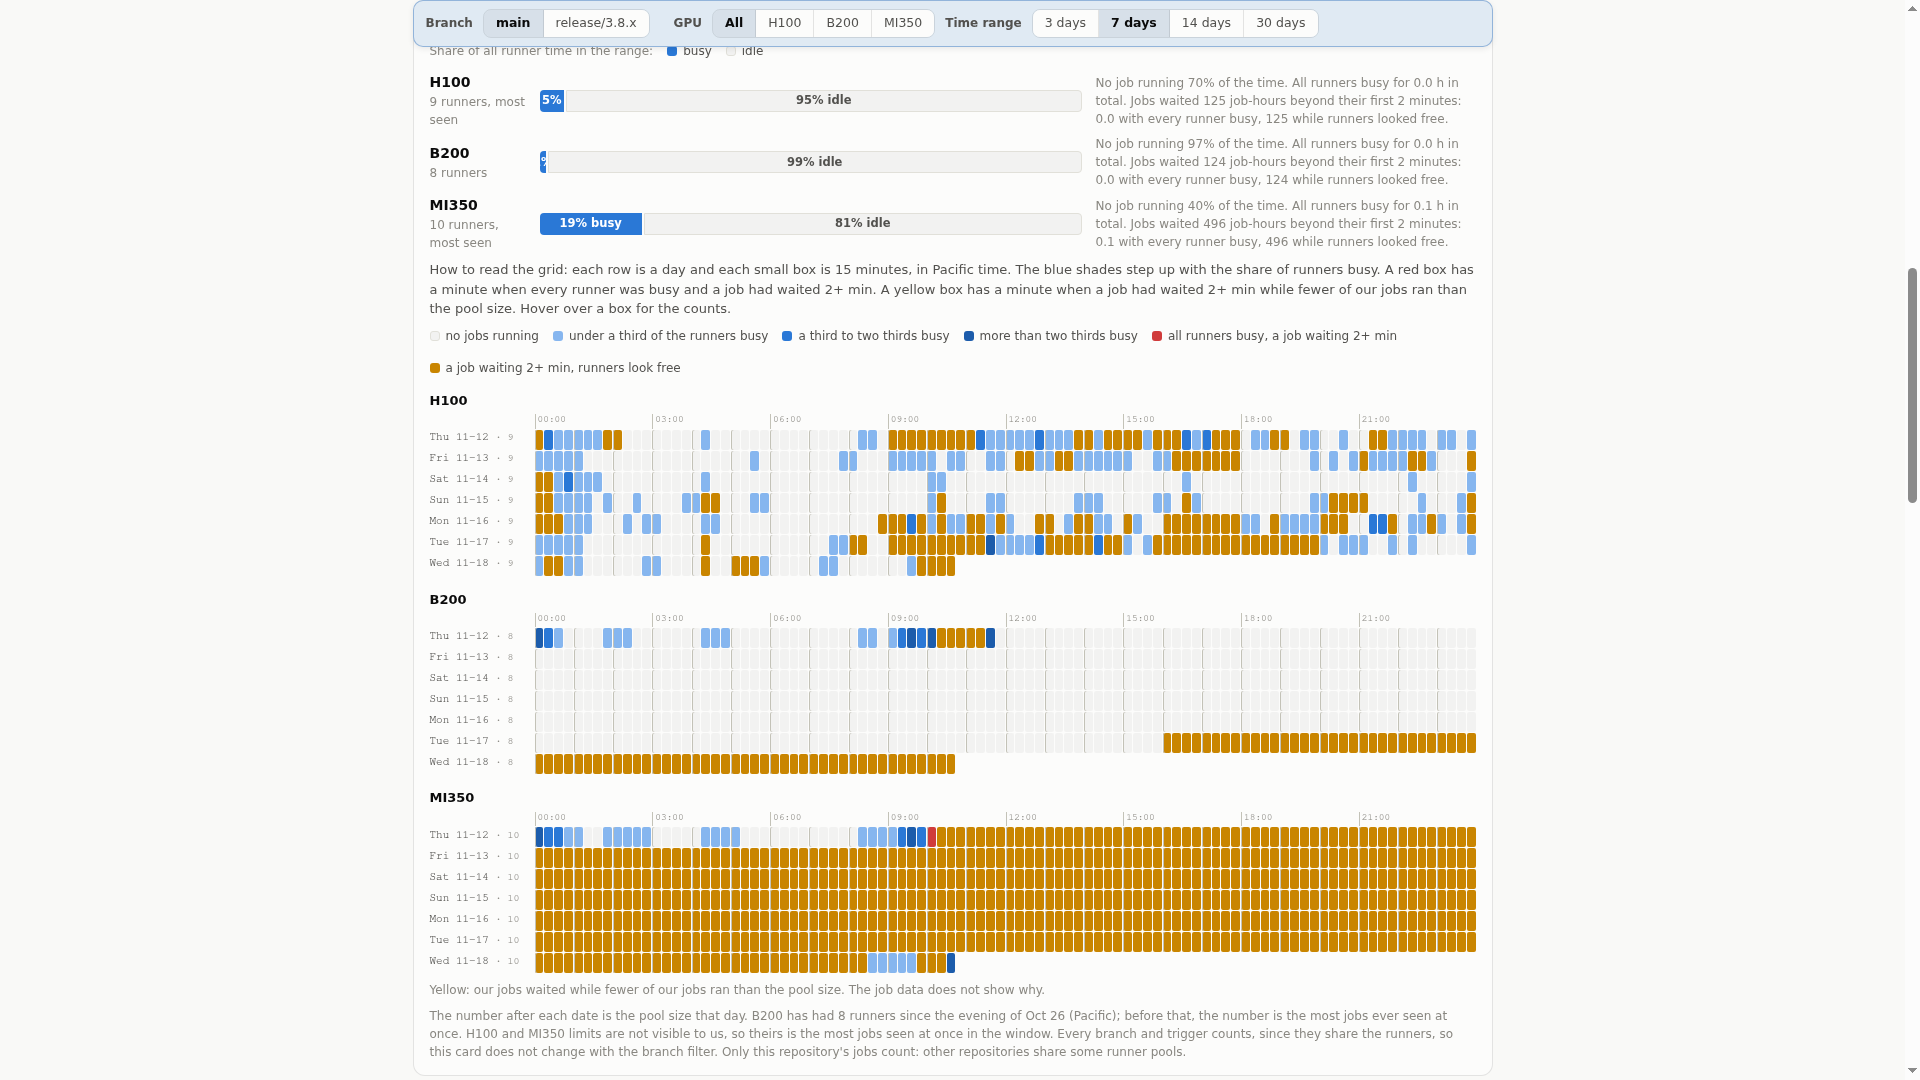 Branch main release/3.8.x GPU All H100 B200 MI350 Time range 3 days 7 days 14 days 30 days
Share of all runner time in the range: busy idle
H100
9 runners, most
seen
5%
95% idle
No job running 70% of the time. All runners busy for 0.0 h in
total. Jobs waited 125 job-hours beyond their first 2 minutes:
0.0 with every runner busy, 125 while runners looked free.
B200
8 runners
99% idle
No job running 97% of the time. All runners busy for 0.0 h in
total. Jobs waited 124 job-hours beyond their first 2 minutes:
0.0 with every runner busy, 124 while runners looked free.
MI350
10 runners,
most seen
19% busy
81% idle
No job running 40% of the time. All runners busy for 0.1 h in
total. Jobs waited 496 job-hours beyond their first 2 minutes:
0.1 with every runner busy, 496 while runners looked free.
How to read the grid: each row is a day and each small box is 15 minutes, in Pacific time. The blue shades step up with the share of runners busy. A red box has
a minute when every runner was busy and a job had waited 2+ min. A yellow box has a minute when a job had waited 2+ min while fewer of our jobs ran than
the pool size. Hover over a box for the counts.
no jobs running under a third of the runners busy a third to two thirds busy more than two thirds busy all runners busy, a job waiting 2+ min
a job waiting 2+ min, runners look free
H100
00:00 03:00 06:00 09:00 12:00 15:00 18:00 21:00
Thu 11-12 · 9
Fri 11-13 · 9
Sat 11-14 · 9
Sun 11-15 · 9
Mon 11-16 · 9
Tue 11-17 · 9
Wed 11-18 · 9
B200
00:00 03:00 06:00 09:00 12:00 15:00 18:00 21:00
Thu 11-12 · 8
Fri 11-13 · 8
Sat 11-14 · 8
Sun 11-15 · 8
Mon 11-16 · 8
Tue 11-17 · 8
Wed 11-18 · 8
MI350
00:00 03:00 06:00 09:00 12:00 15:00 18:00 21:00
Thu 11-12 · 10
Fri 11-13 · 10
Sat 11-14 · 10
Sun 11-15 · 10
Mon 11-16 · 10
Tue 11-17 · 10
Wed 11-18 · 10
Yellow: our jobs waited while fewer of our jobs ran than the pool size. The job data does not show why.
The number after each date is the pool size that day. B200 has had 8 runners since the evening of Oct 26 (Pacific); before that, the number is the most jobs ever seen at
once. H100 and MI350 limits are not visible to us, so theirs is the most jobs seen at once in the window. Every branch and trigger counts, since they share the runners, so
this card does not change with the branch filter. Only this repository's jobs count: other repositories share some runner pools.